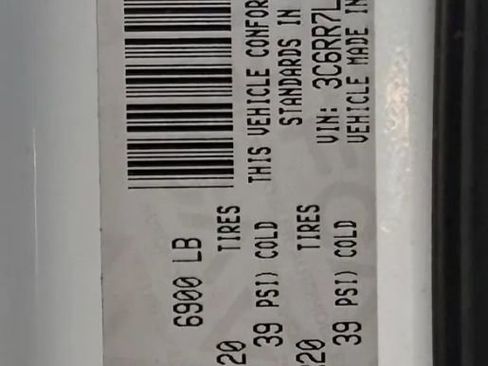 6900 LB
20 TIRES
39 PSI) COLD
THIS VEHICLE CONFOR
STANDARDS IN
20 TIRES
39 PSI) COLD
VIN: 3C6RR7L
VEHICLE MADE IN